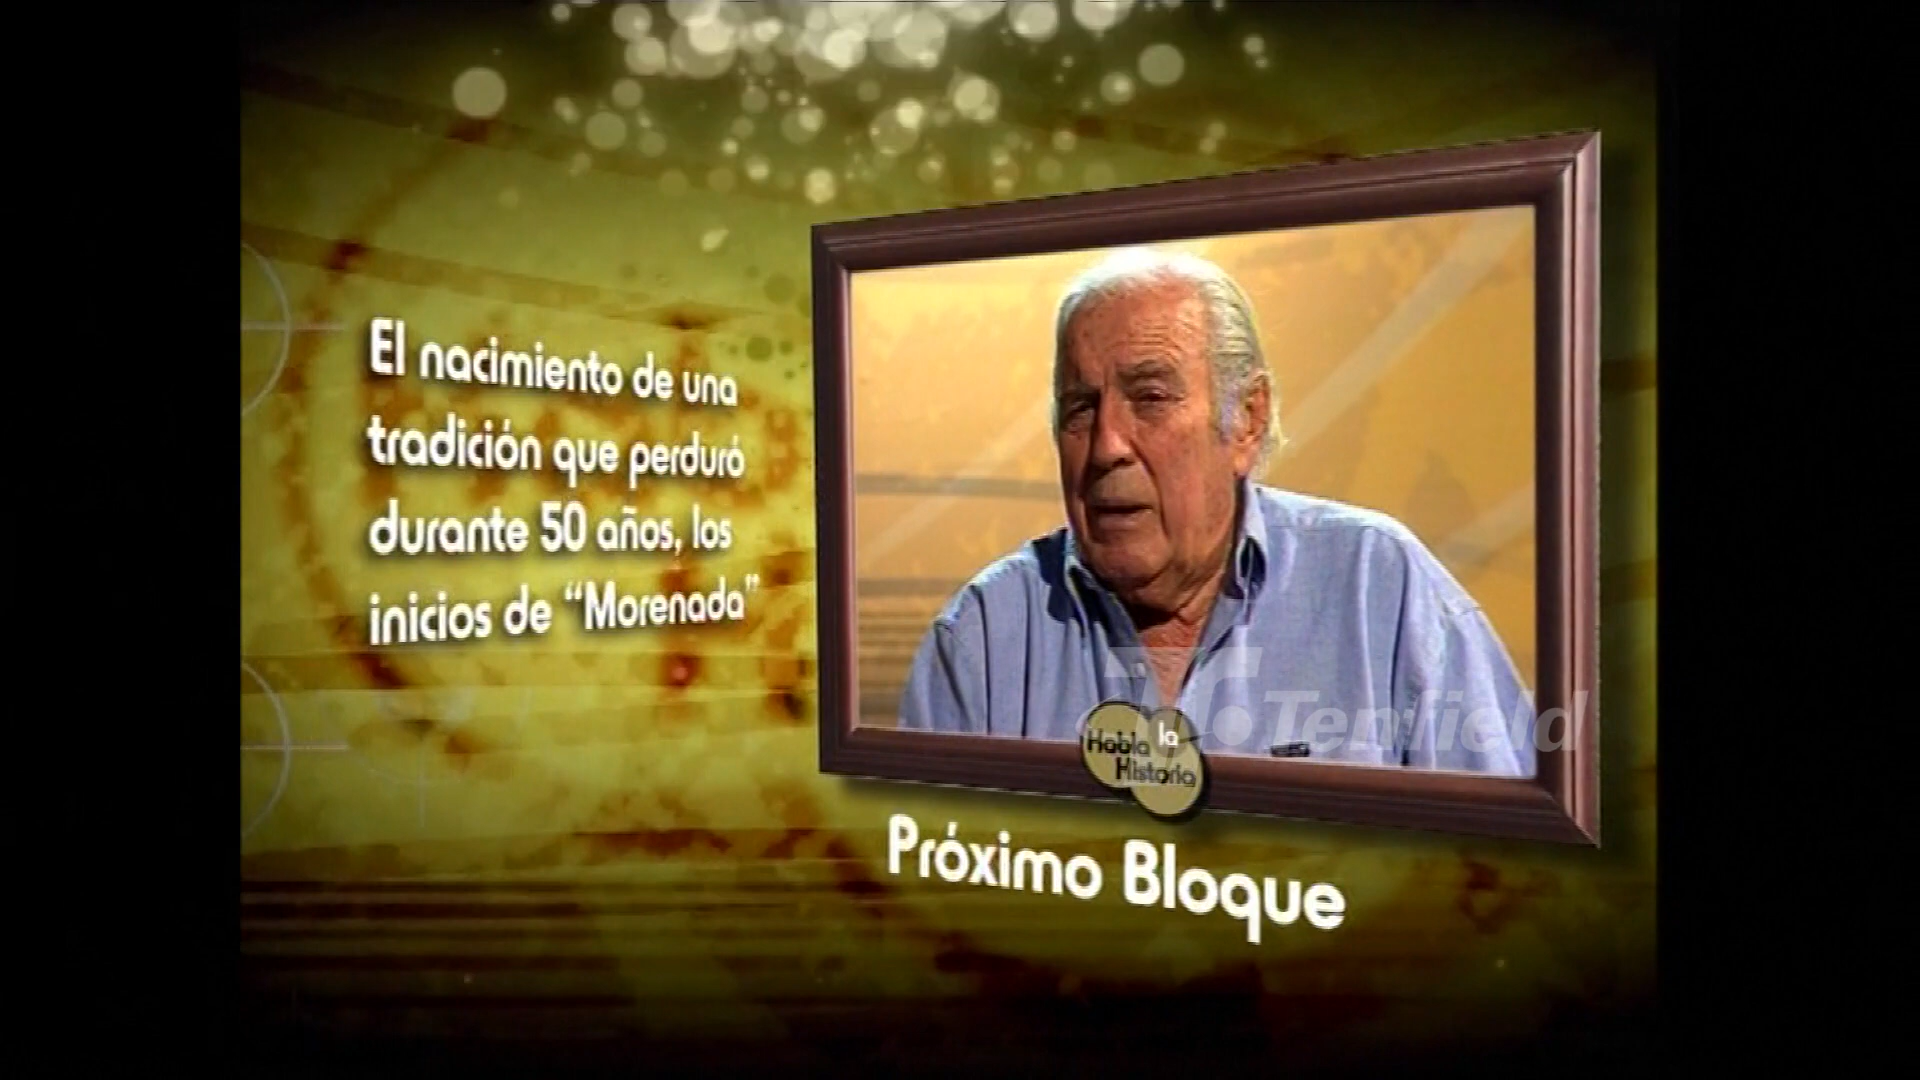 El nacimiento de una
tradición que perduró
durante 50 años, los
inicios de “Morenada”
Tenfield
Habla la
Historia
Próximo Bloque